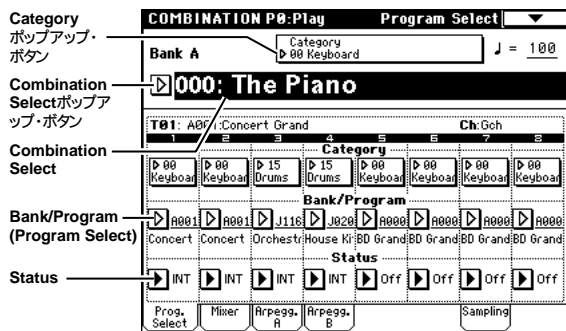 Category
ポップアップ・
ボタン
Combination
Selectポップア
ップ・ボタン
Combination
Select
Bank/Program
(Program Select)
Status
COMBINATION P0:Play Program Select
Bank A Category ♩ = 100
00 Keyboard
000: The Piano
T01: A001:Concert Grand Ch:Gch
1 2 3 4 5 6 7 8
Category
00 00 15 15 00 00 00 00
Keyboar Keyboar Drums Drums Keyboar Keyboar Keyboar Keyboar
Bank/Program
A001 A001 J116 J020 A000 A000 A000 A000
Concert Concert Orchestr House Ki BD Grand BD Grand BD Grand BD Grand
Status
INT INT INT INT Off Off Off Off
Prog. Mixer Arpegg. Arpegg. Sampling
Select A B